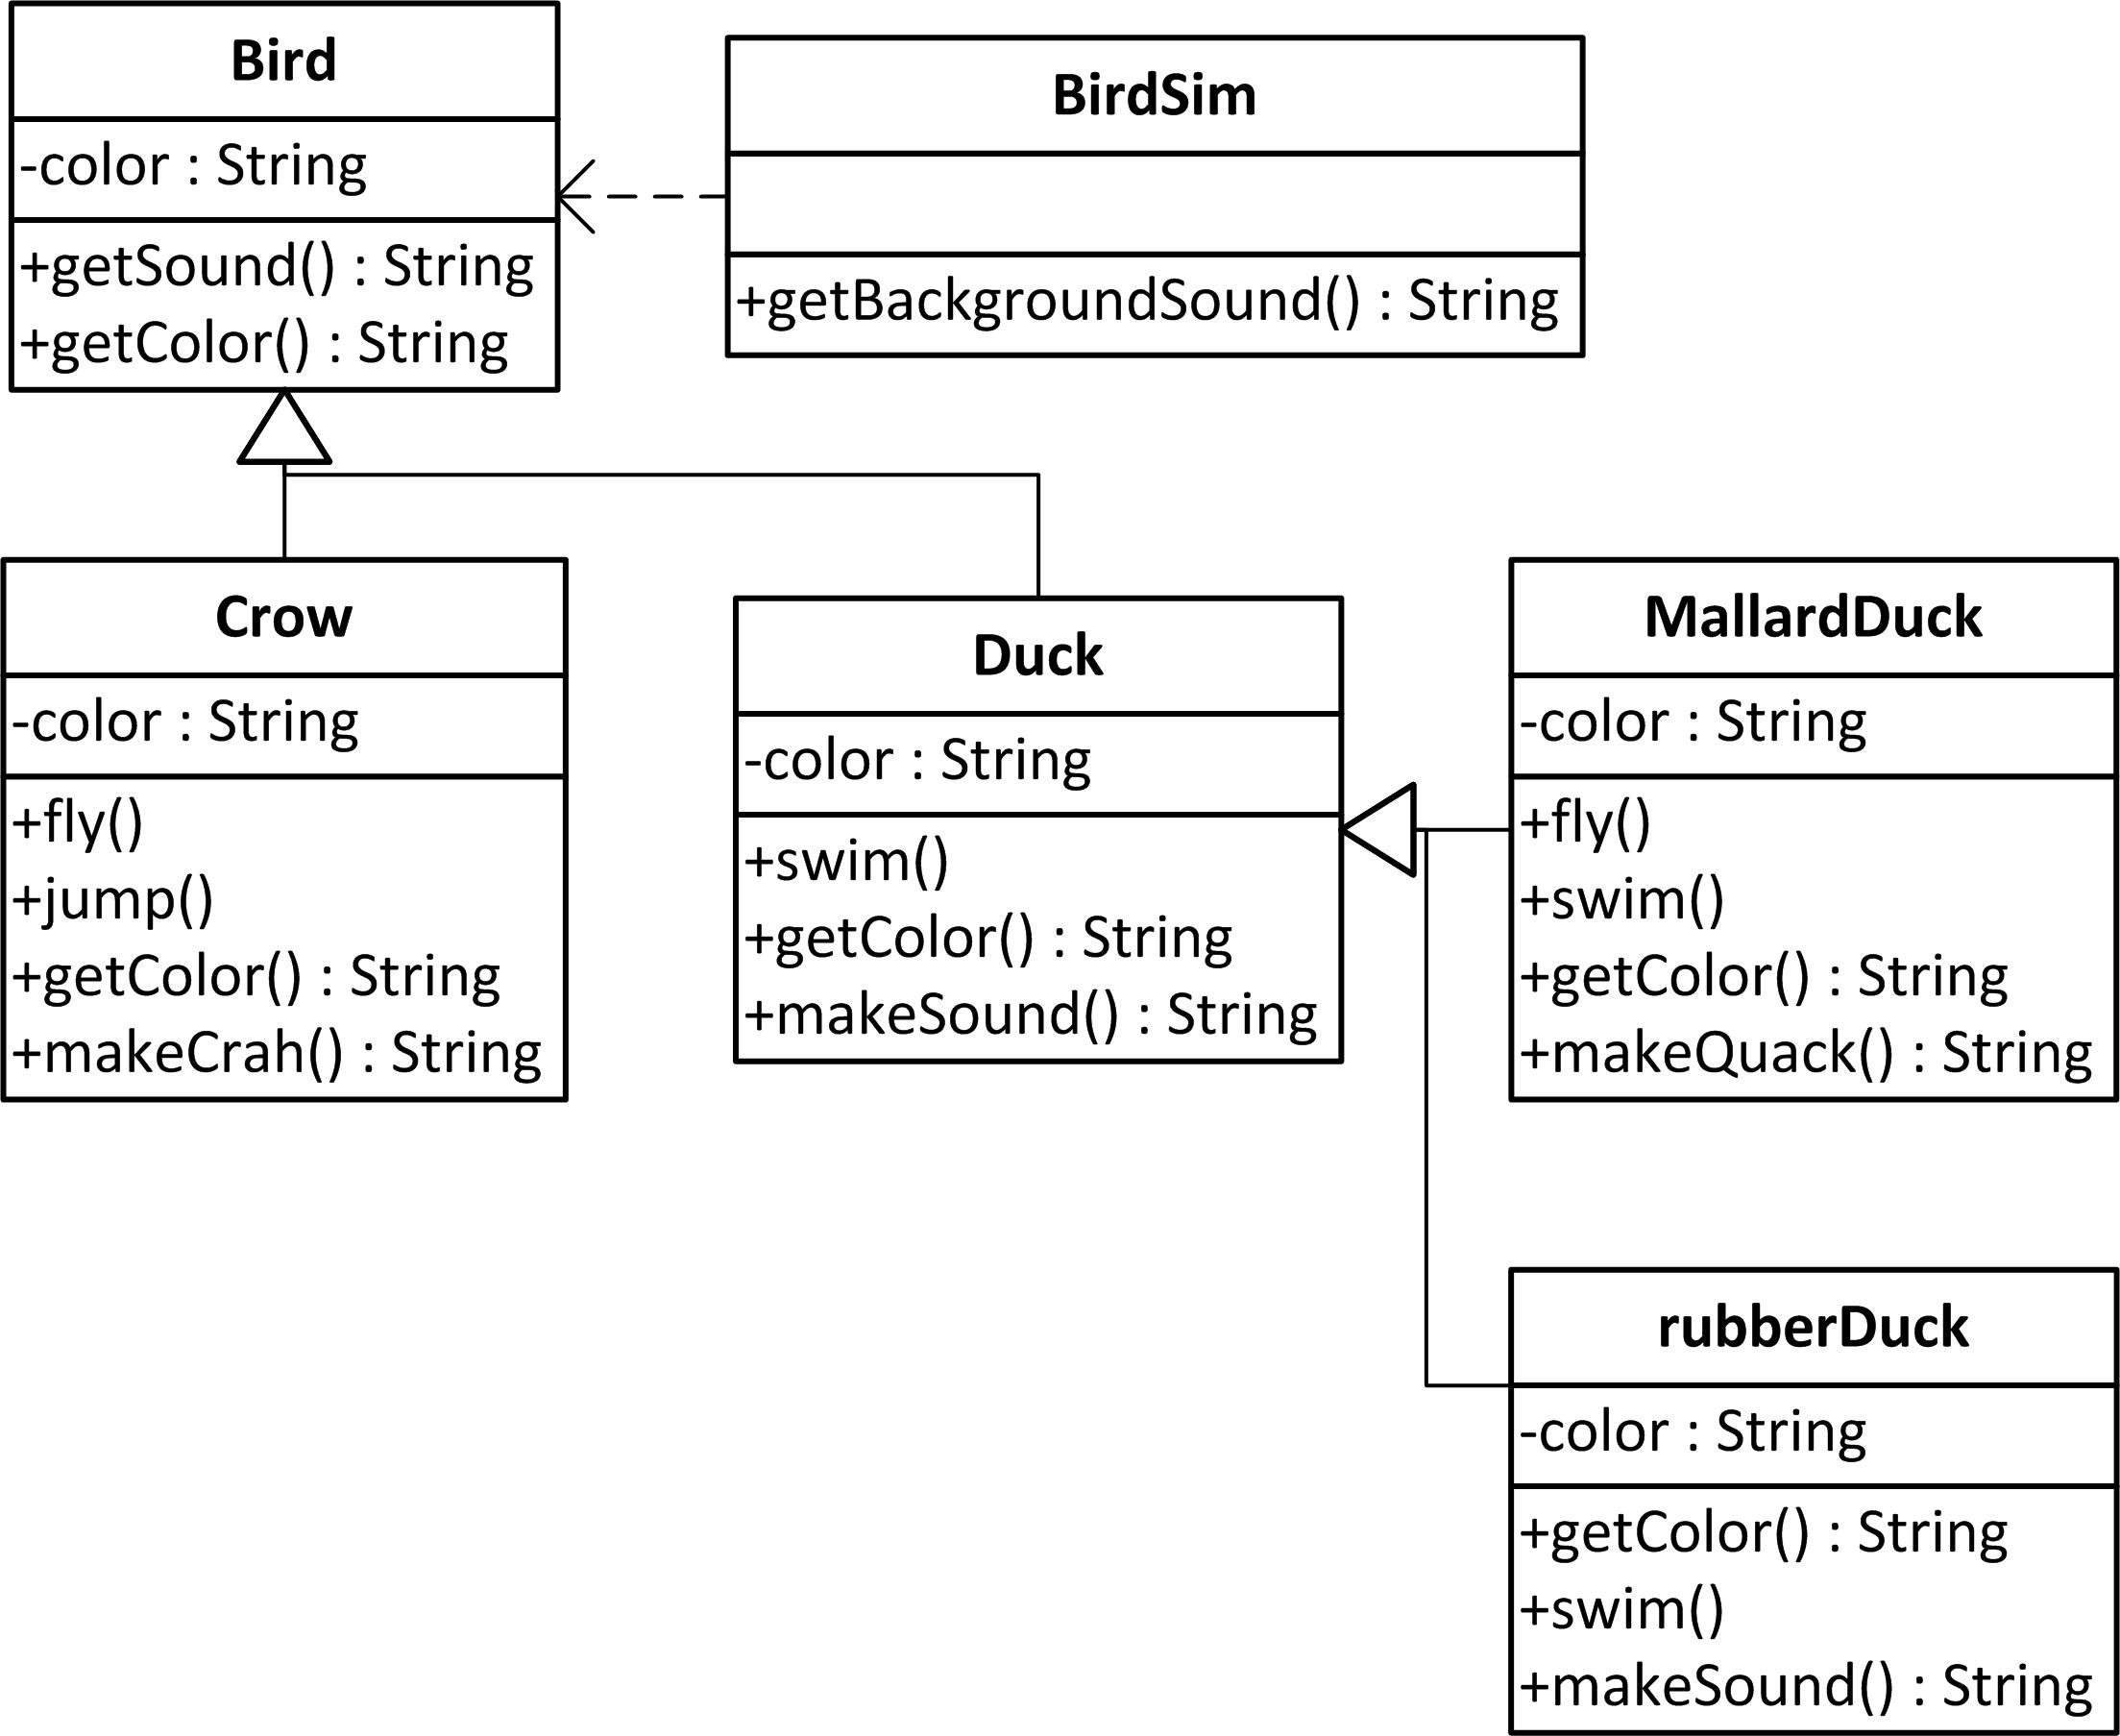 Bird
-color : String
+getSound() : String
+getColor() : String
BirdSim
+getBackgroundSound() : String
Crow
-color : String
+fly()
+jump()
+getColor() : String
+makeCrah() : String
Duck
-color : String
+swim()
+getColor() : String
+makeSound() : String
MallardDuck
-color : String
+fly()
+swim()
+getColor() : String
+makeQuack() : String
rubberDuck
-color : String
+getColor() : String
+swim()
+makeSound() : String